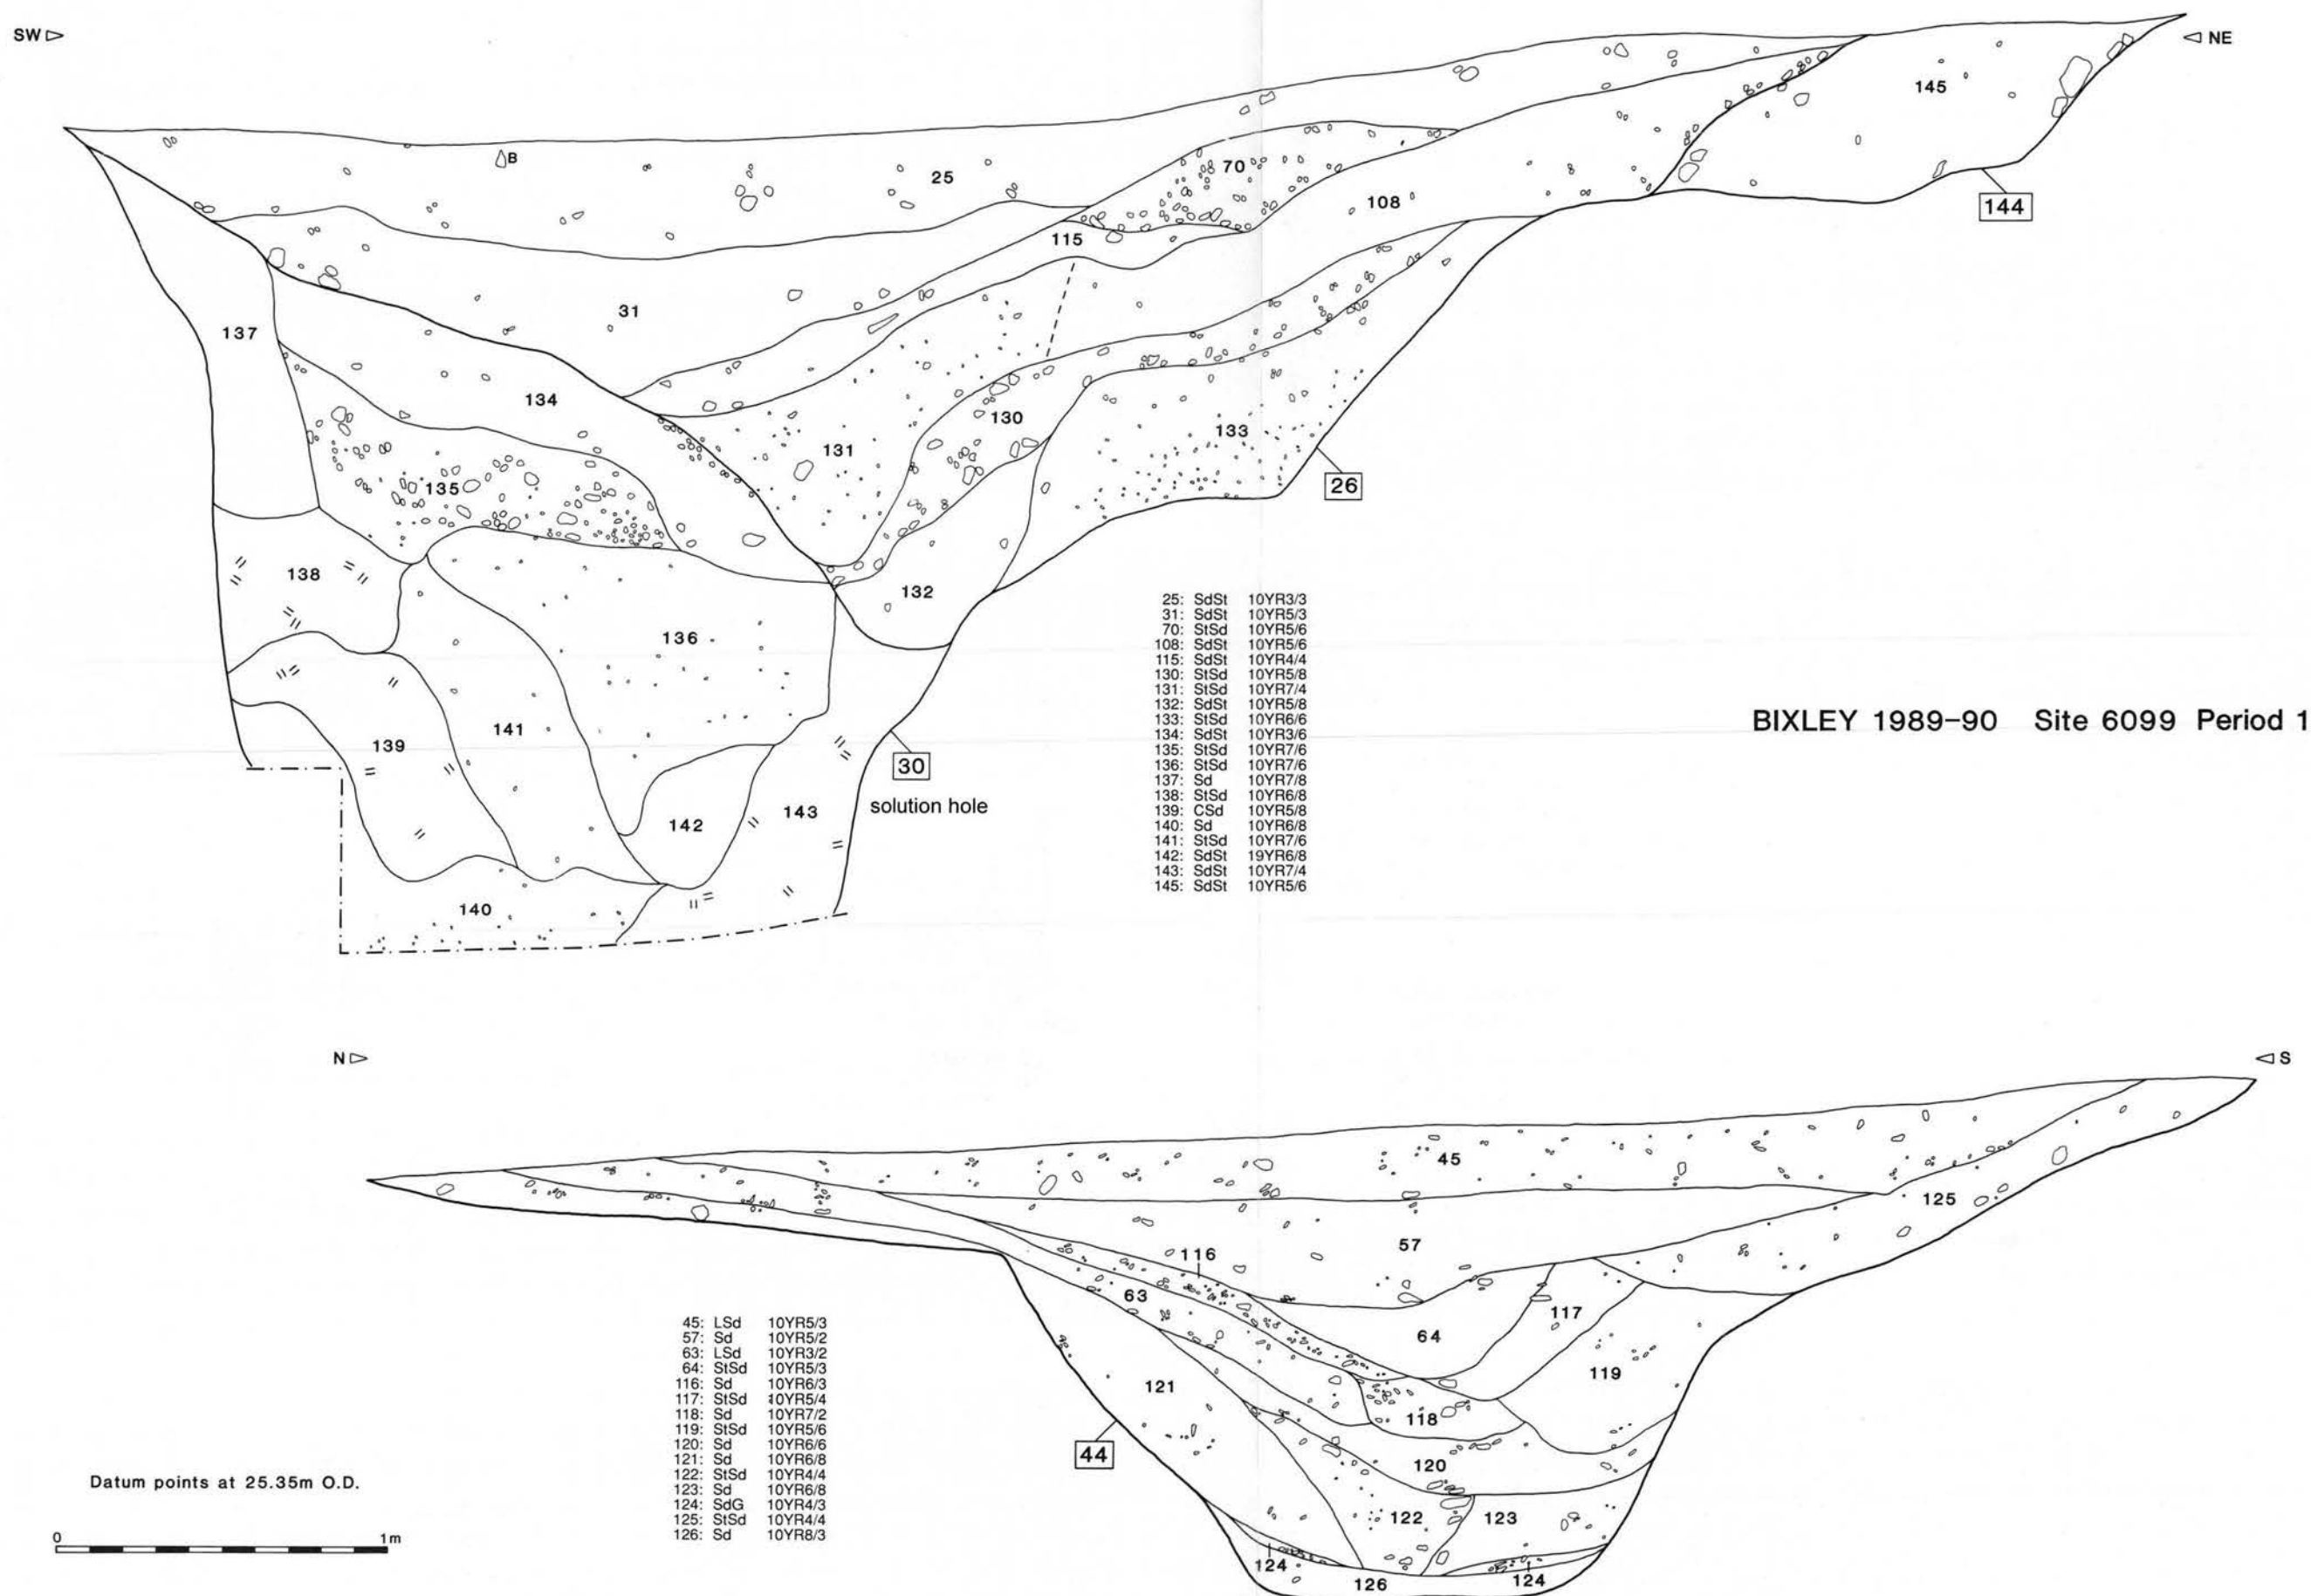 SW
NE
145
B
25
70
144
108
115
31
137
134
130
131
133
135
26
138
132
136
141
139
30
solution hole
142
143
140
25: SdSt 10YR3/3
31: SdSt 10YR5/3
70: StSd 10YR5/6
108: SdSt 10YR5/6
115: SdSt 10YR4/4
130: StSd 10YR5/8
131: StSd 10YR7/4
132: SdSt 10YR5/8
133: StSd 10YR6/6
134: SdSt 10YR3/6
135: StSd 10YR7/6
136: StSd 10YR7/6
137: Sd 10YR7/8
138: StSd 10YR6/8
139: CSd 10YR5/8
140: Sd 10YR6/8
141: StSd 10YR7/6
142: SdSt 19YR6/8
143: SdSt 10YR7/4
145: SdSt 10YR5/6
BIXLEY 1989-90 Site 6099 Period 1
N
S
45
125
57
116
63
117
64
119
121
118
44
120
122
123
124
126
124
45: LSd 10YR5/3
57: Sd 10YR5/2
63: LSd 10YR3/2
64: StSd 10YR5/3
116: Sd 10YR6/3
117: StSd 10YR5/4
118: Sd 10YR7/2
119: StSd 10YR5/6
120: Sd 10YR6/6
121: Sd 10YR6/8
122: StSd 10YR4/4
123: Sd 10YR6/8
124: SdG 10YR4/3
125: StSd 10YR4/4
126: Sd 10YR8/3
Datum points at 25.35m O.D.
0 1m